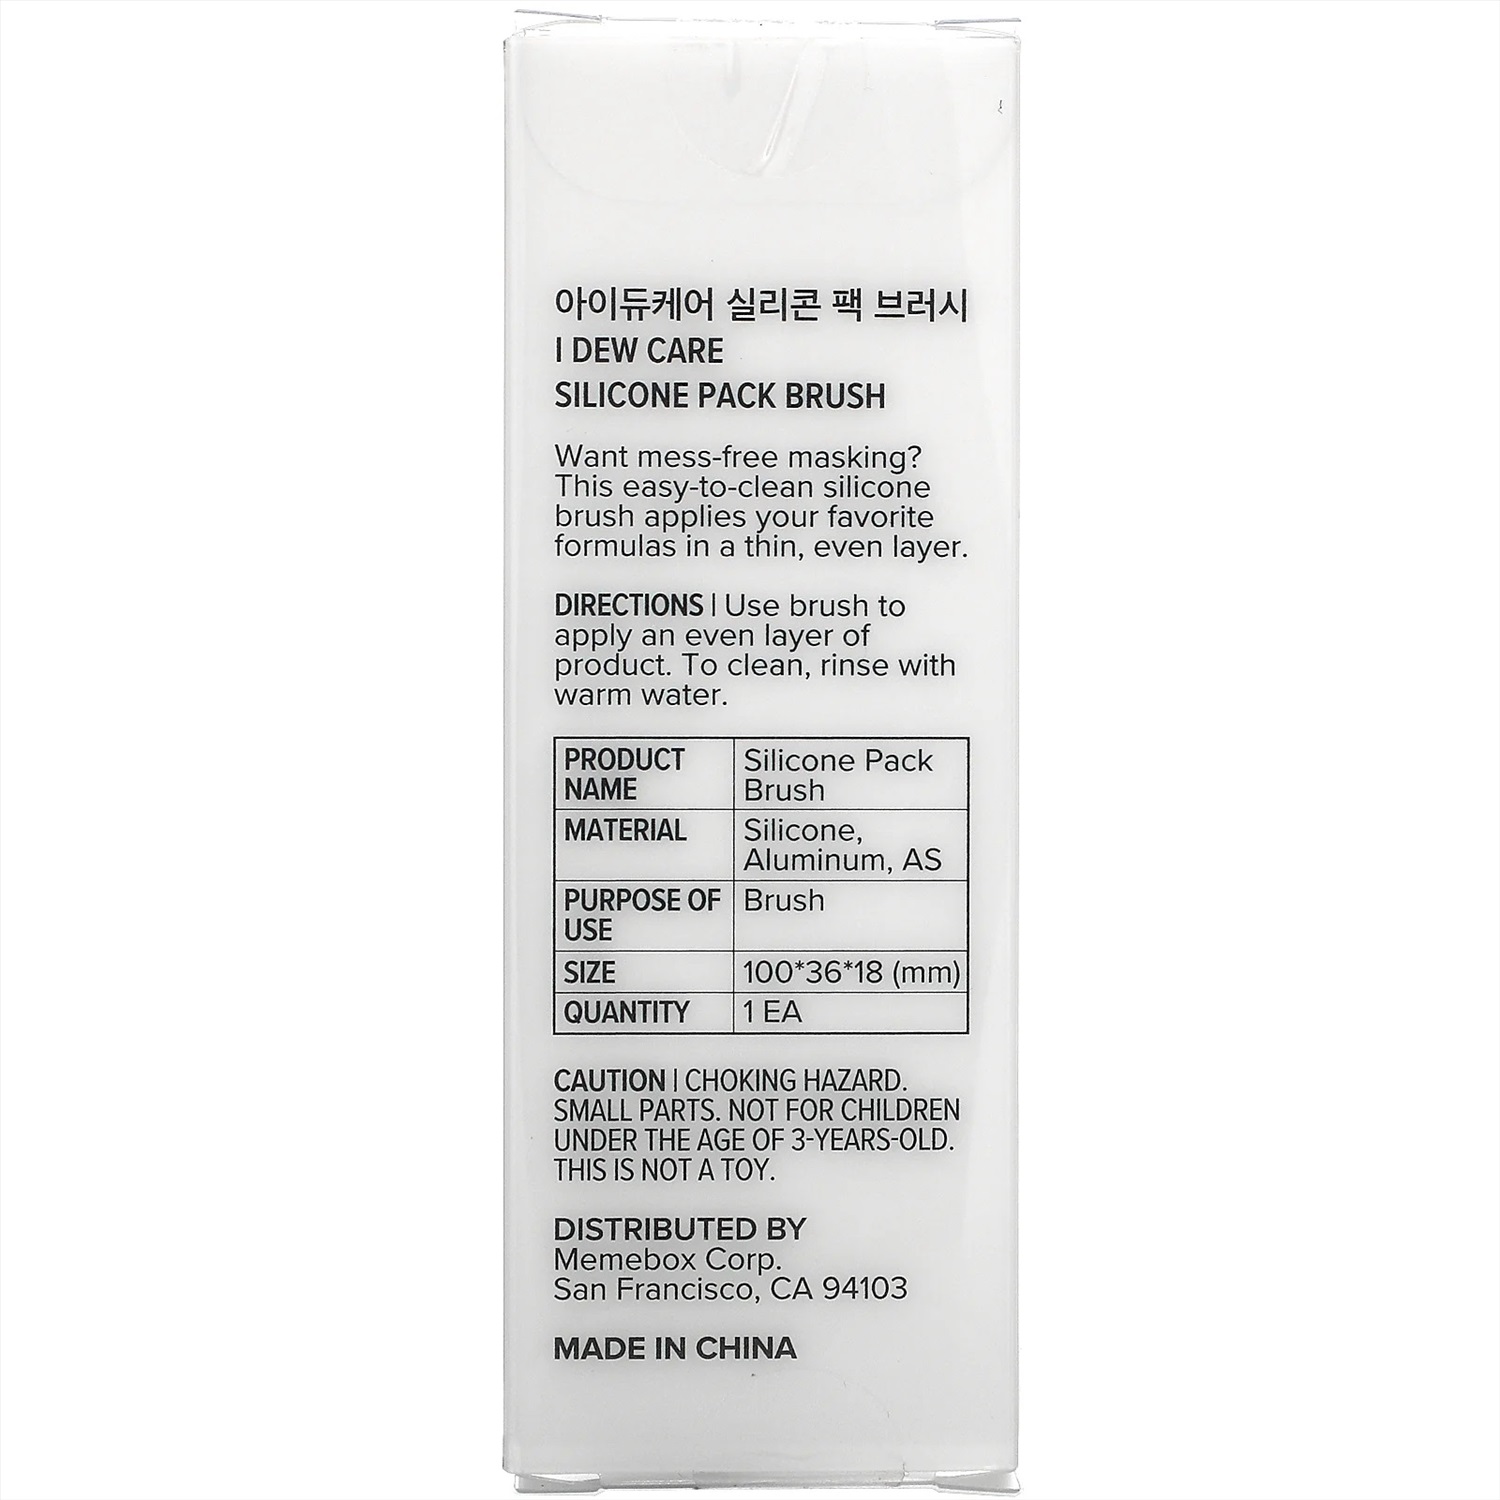 아이듀케어 실리콘 팩 브러시
I DEW CARE
SILICONE PACK BRUSH
Want mess-free masking?
This easy-to-clean silicone
brush applies your favorite
formulas in a thin, even layer.
DIRECTIONS | Use brush to
apply an even layer of
product. To clean, rinse with
warm water.
PRODUCT NAME Silicone Pack Brush
MATERIAL Silicone, Aluminum, AS
PURPOSE OF USE Brush
SIZE 100*36*18 (mm)
QUANTITY 1 EA
CAUTION | CHOKING HAZARD.
SMALL PARTS. NOT FOR CHILDREN
UNDER THE AGE OF 3-YEARS-OLD.
THIS IS NOT A TOY.
DISTRIBUTED BY
Memebox Corp.
San Francisco, CA 94103
MADE IN CHINA